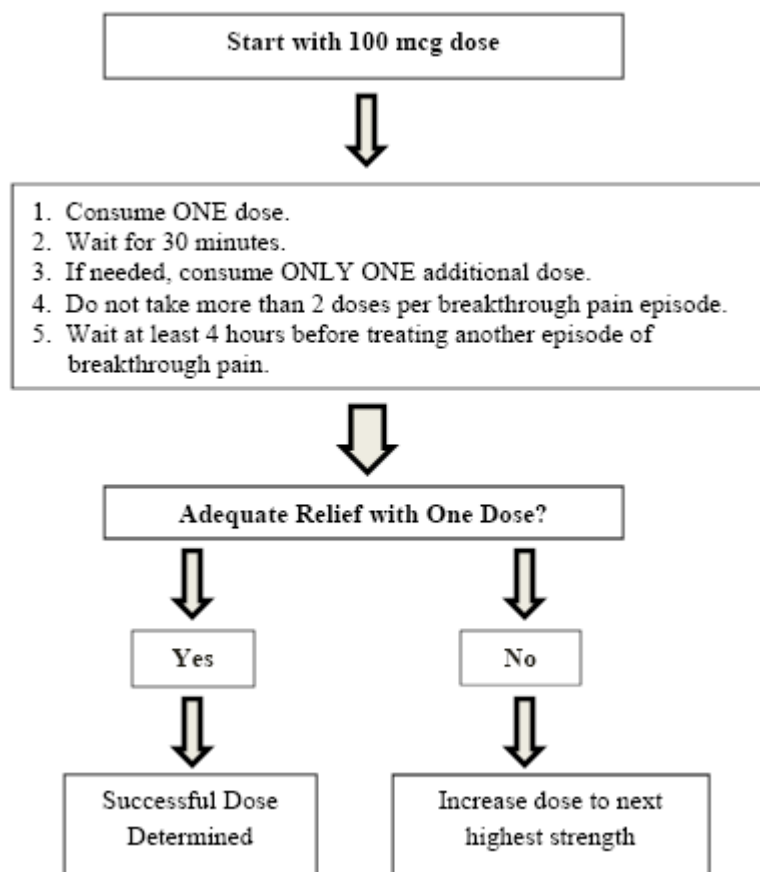 Start with 100 mcg dose
1. Consume ONE dose.
2. Wait for 30 minutes.
3. If needed, consume ONLY ONE additional dose.
4. Do not take more than 2 doses per breakthrough pain episode.
5. Wait at least 4 hours before treating another episode of
breakthrough pain.
Adequate Relief with One Dose?
Yes
No
Successful Dose
Determined
Increase dose to next
highest strength